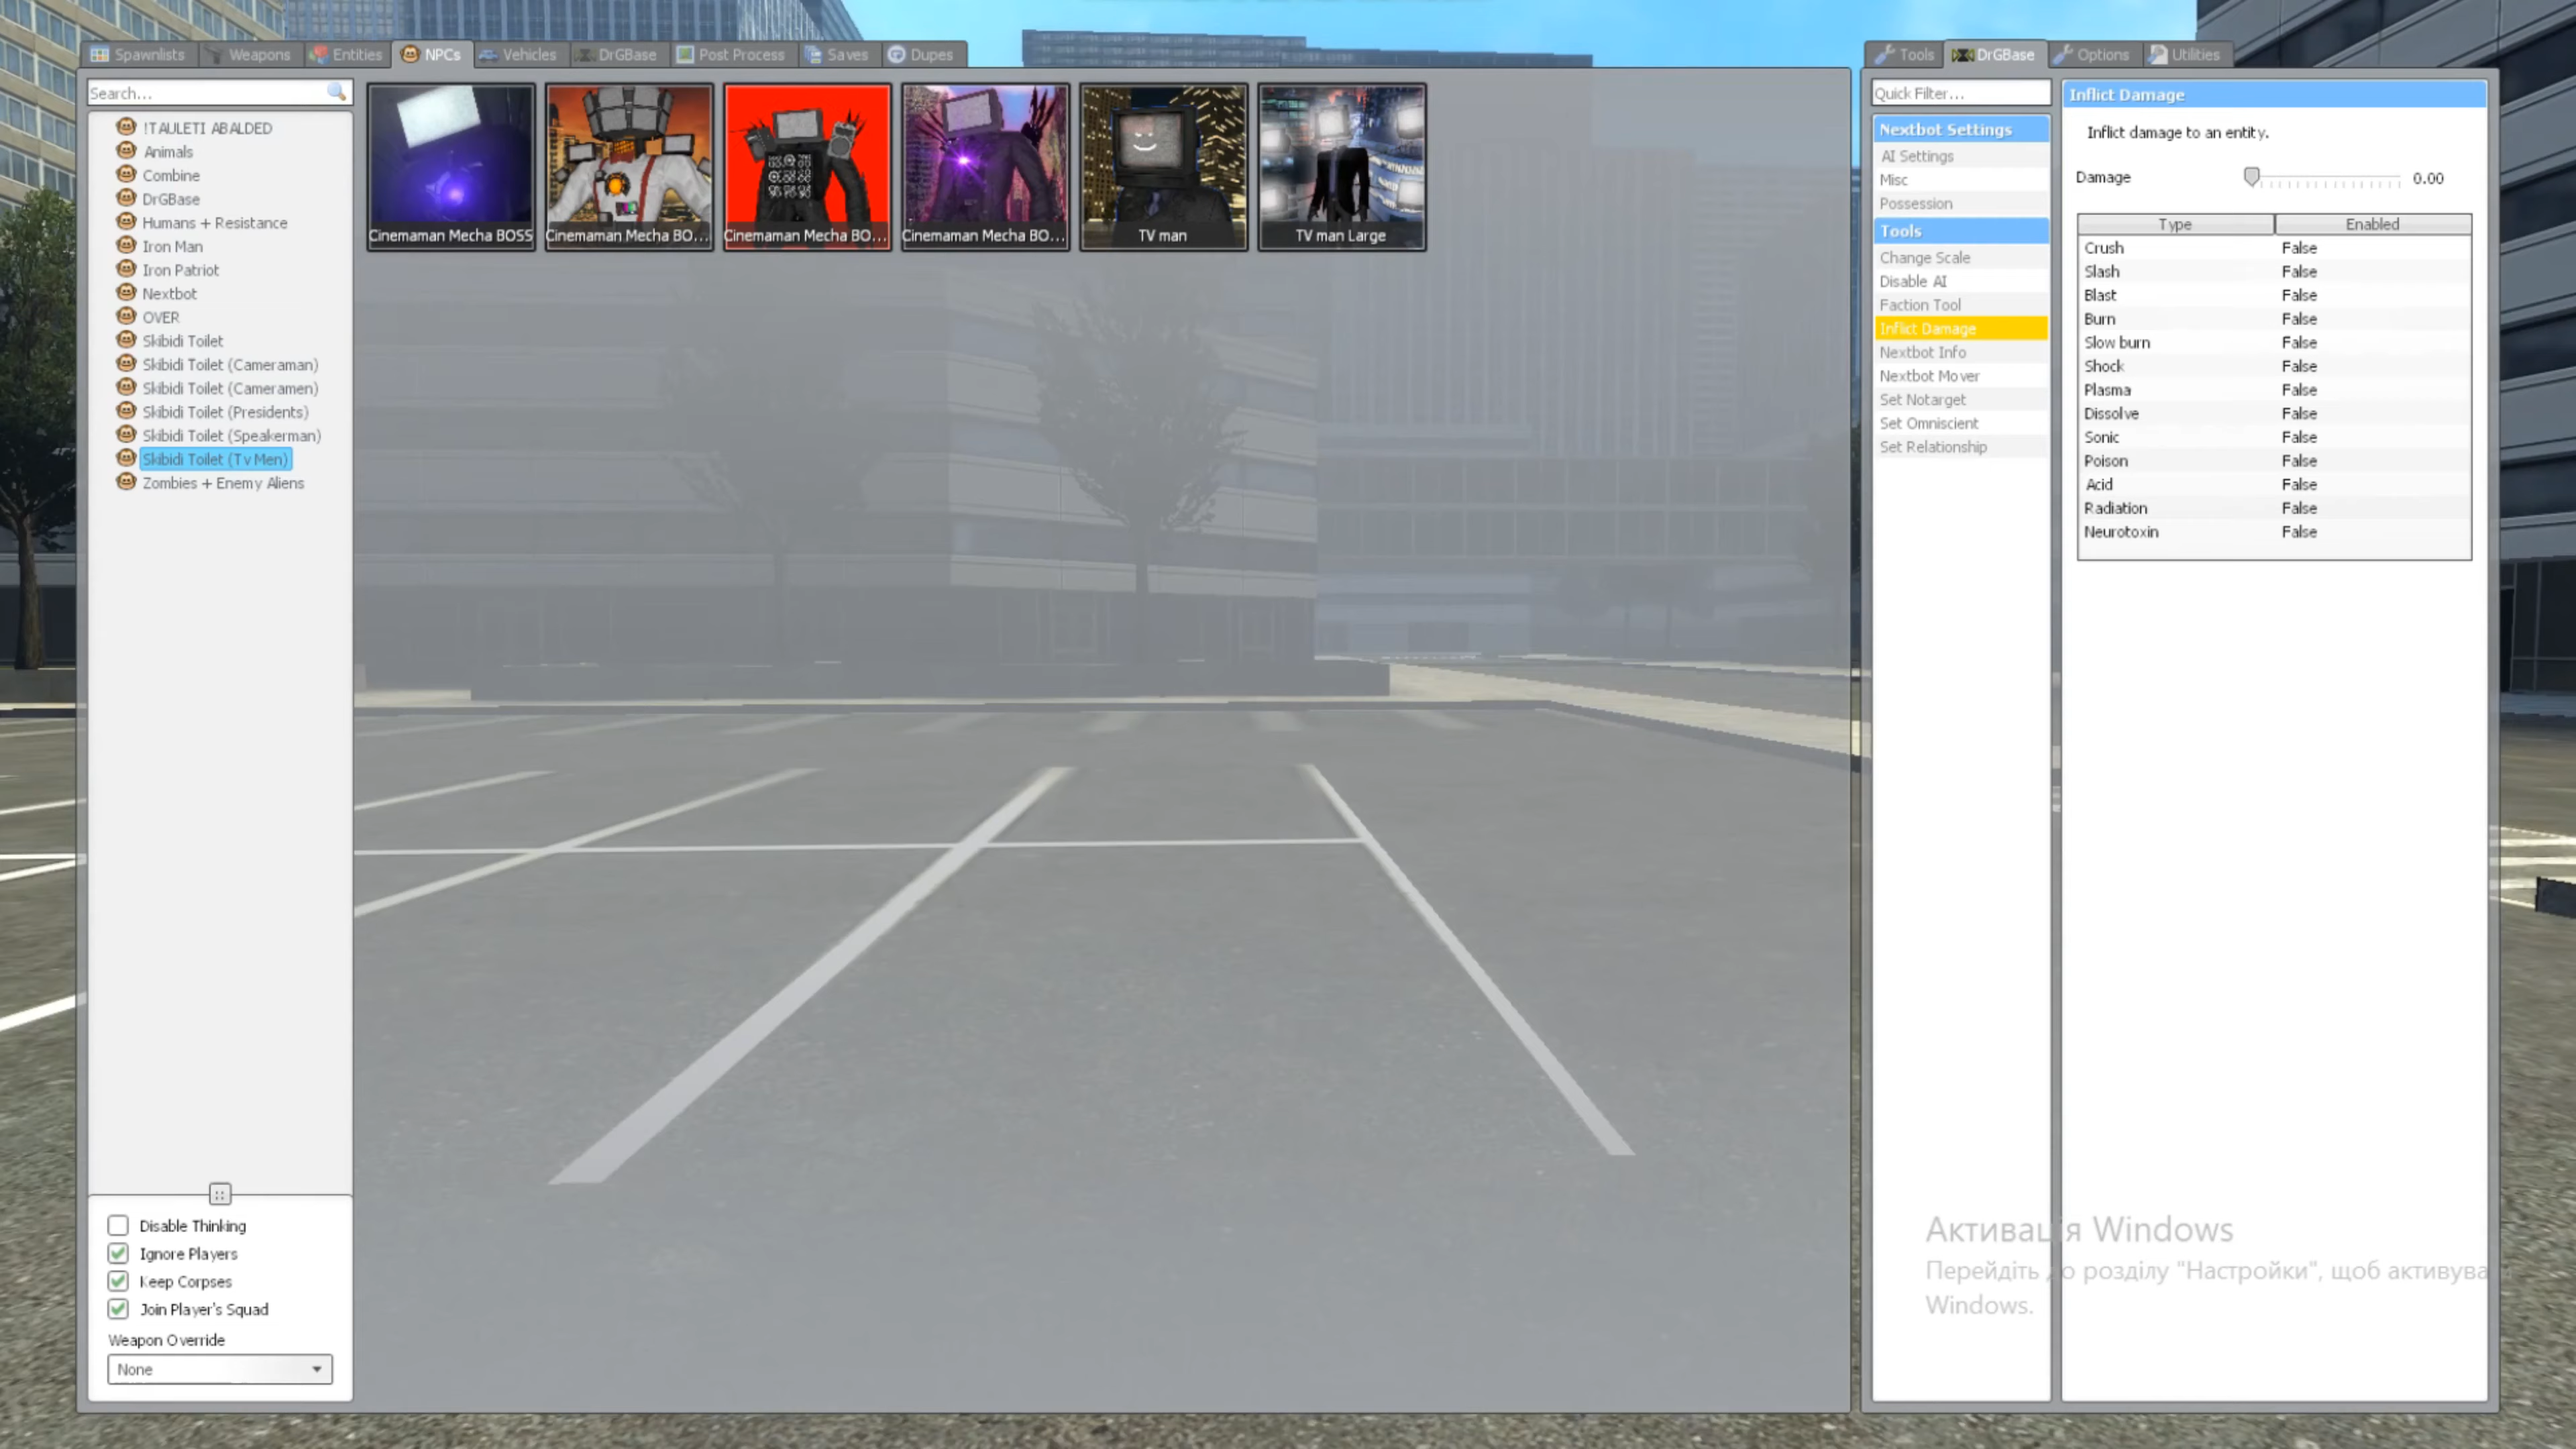 Spawnlists
Weapons
Entities
NPCs
Vehicles
DrGBase
Post Process
Saves
Dupes
Search...
!TAULETI ABALDED
Animals
Combine
DrGBase
Humans + Resistance
Iron Man
Iron Patriot
Nextbot
OVER
Skibidi Toilet
Skibidi Toilet (Cameraman)
Skibidi Toilet (Cameramen)
Skibidi Toilet (Presidents)
Skibidi Toilet (Speakerman)
Skibidi Toilet (Tv Men)
Zombies + Enemy Aliens
Disable Thinking
Ignore Players
Keep Corpses
Join Player's Squad
Weapon Override
None
Cinemaman Mecha BOSS
Cinemaman Mecha BO...
Cinemaman Mecha BO...
Cinemaman Mecha BO...
TV man
TV man Large
Tools
DrGBase
Options
Utilities
Quick Filter...
Nextbot Settings
AI Settings
Misc
Possession
Tools
Change Scale
Disable AI
Faction Tool
Inflict Damage
Nextbot Info
Nextbot Mover
Set Notarget
Set Omniscient
Set Relationship
Inflict Damage
Inflict damage to an entity.
Damage 0.00
Type Enabled
Crush False
Slash False
Blast False
Burn False
Slow burn False
Shock False
Plasma False
Dissolve False
Sonic False
Poison False
Acid False
Radiation False
Neurotoxin False
Активація Windows
Перейдіть до розділу "Настройки", щоб активува
Windows.